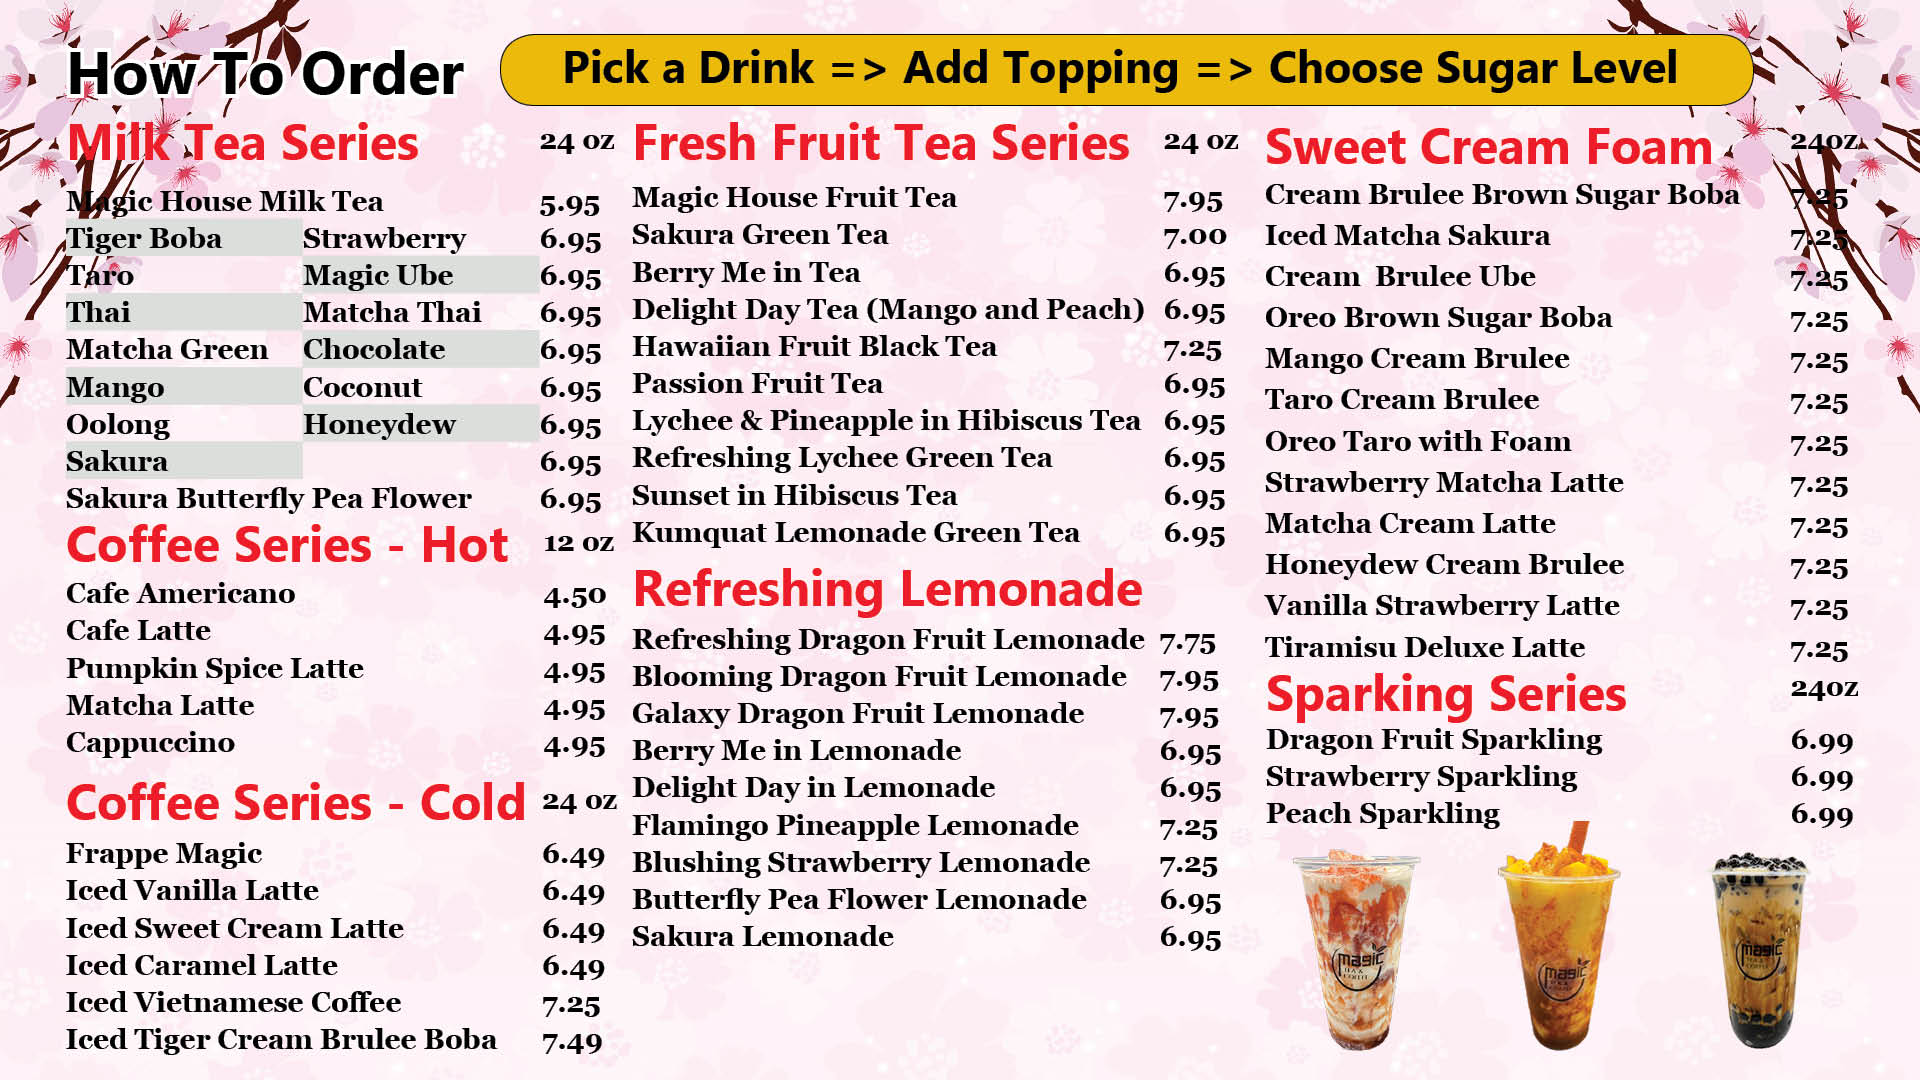 How To Order
Pick a Drink => Add Topping => Choose Sugar Level
Milk Tea Series 24 oz
Magic House Milk Tea 5.95
Tiger Boba Strawberry 6.95
Taro Magic Ube 6.95
Thai Matcha Thai 6.95
Matcha Green Chocolate 6.95
Mango Coconut 6.95
Oolong Honeydew 6.95
Sakura 6.95
Sakura Butterfly Pea Flower 6.95
Coffee Series - Hot 12 oz
Cafe Americano 4.50
Cafe Latte 4.95
Pumpkin Spice Latte 4.95
Matcha Latte 4.95
Cappuccino 4.95
Coffee Series - Cold 24 oz
Frappe Magic 6.49
Iced Vanilla Latte 6.49
Iced Sweet Cream Latte 6.49
Iced Caramel Latte 6.49
Iced Vietnamese Coffee 7.25
Iced Tiger Cream Brulee Boba 7.49
Fresh Fruit Tea Series 24 oz
Magic House Fruit Tea 7.95
Sakura Green Tea 7.00
Berry Me in Tea 6.95
Delight Day Tea (Mango and Peach) 6.95
Hawaiian Fruit Black Tea 7.25
Passion Fruit Tea 6.95
Lychee & Pineapple in Hibiscus Tea 6.95
Refreshing Lychee Green Tea 6.95
Sunset in Hibiscus Tea 6.95
Kumquat Lemonade Green Tea 6.95
Refreshing Lemonade
Refreshing Dragon Fruit Lemonade 7.75
Blooming Dragon Fruit Lemonade 7.95
Galaxy Dragon Fruit Lemonade 7.95
Berry Me in Lemonade 6.95
Delight Day in Lemonade 6.95
Flamingo Pineapple Lemonade 7.25
Blushing Strawberry Lemonade 7.25
Butterfly Pea Flower Lemonade 6.95
Sakura Lemonade 6.95
Sweet Cream Foam 24oz
Cream Brulee Brown Sugar Boba 7.25
Iced Matcha Sakura 7.25
Cream Brulee Ube 7.25
Oreo Brown Sugar Boba 7.25
Mango Cream Brulee 7.25
Taro Cream Brulee 7.25
Oreo Taro with Foam 7.25
Strawberry Matcha Latte 7.25
Matcha Cream Latte 7.25
Honeydew Cream Brulee 7.25
Vanilla Strawberry Latte 7.25
Tiramisu Deluxe Latte 7.25
Sparking Series 24oz
Dragon Fruit Sparkling 6.99
Strawberry Sparkling 6.99
Peach Sparkling 6.99
magic
magic
magic